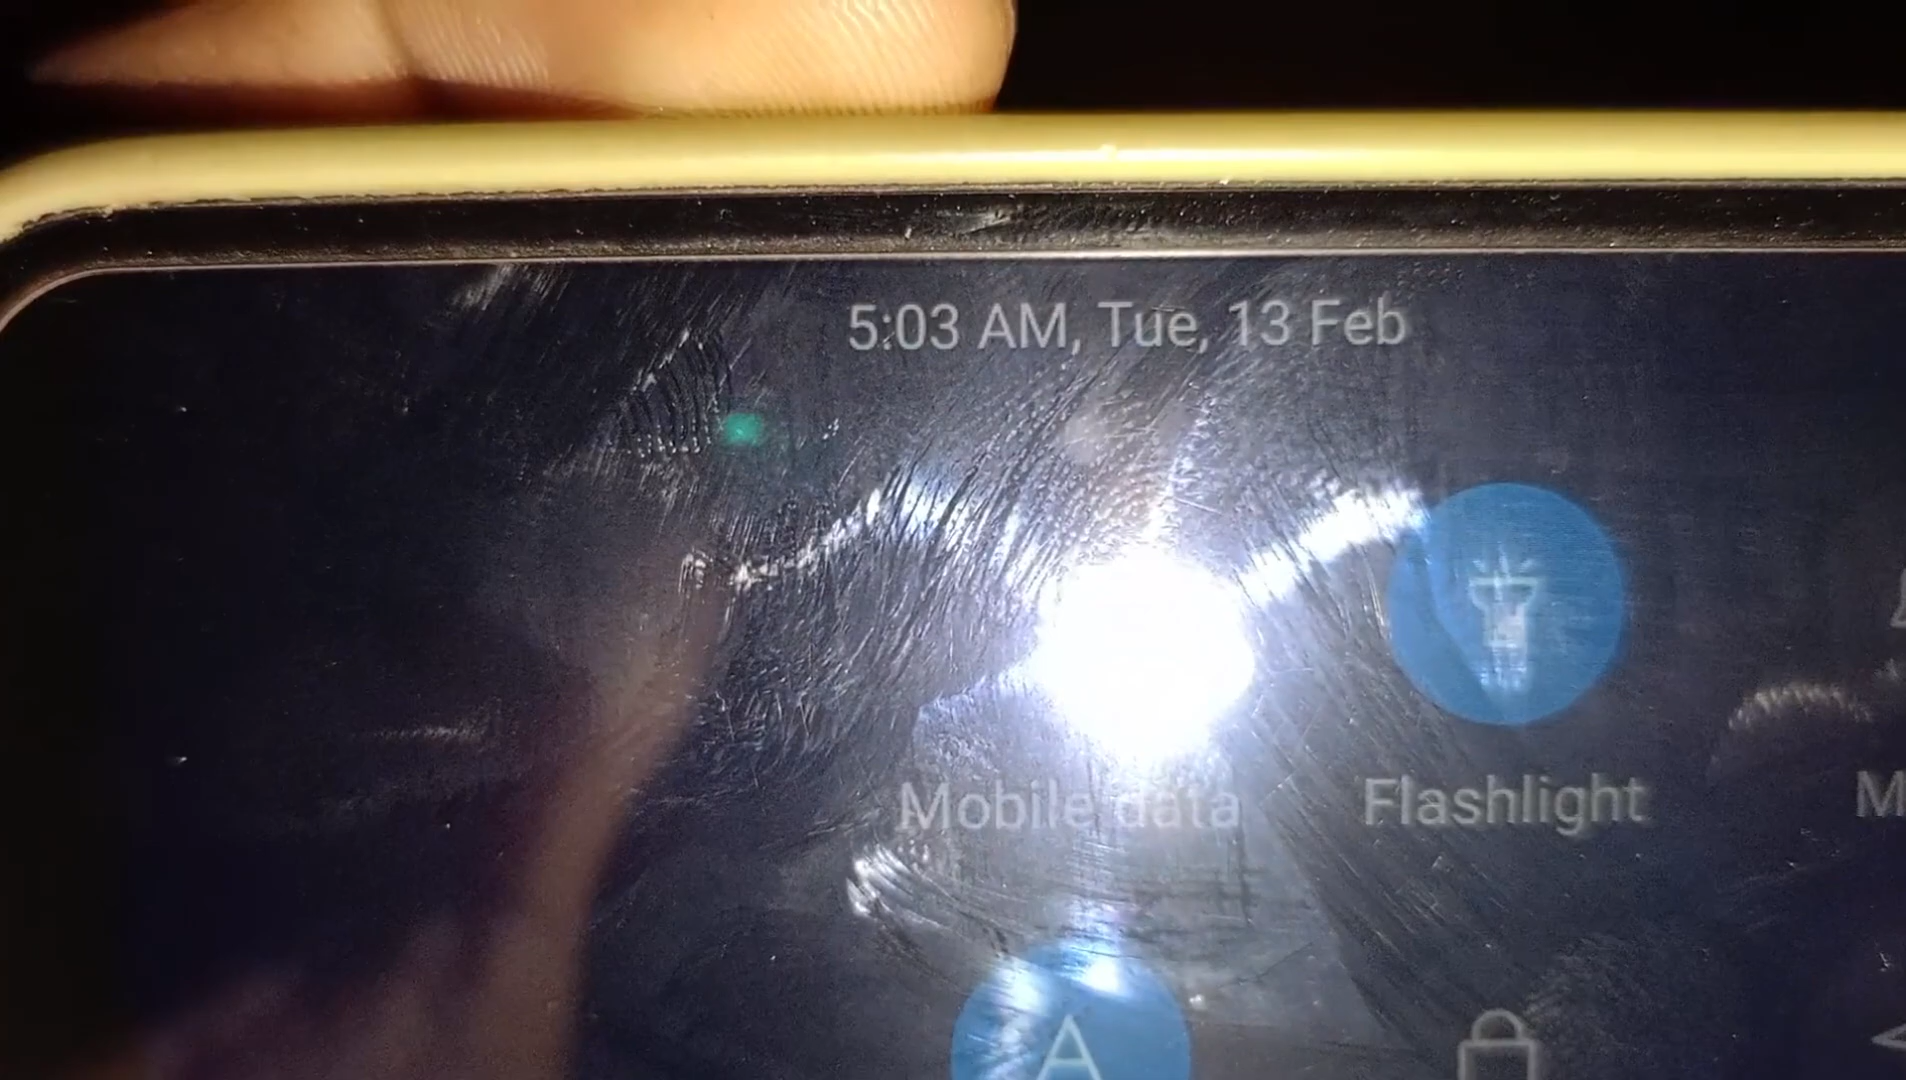 5:03 AM, Tue, 13 Feb
Mobile data
Flashlight
M
A